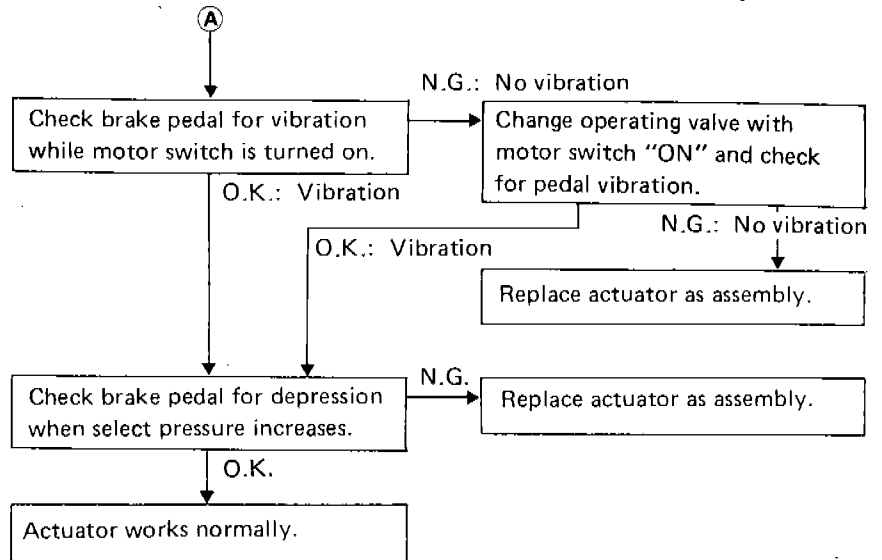 A
N.G.: No vibration
Check brake pedal for vibration
while motor switch is turned on.
Change operating valve with
motor switch "ON" and check
for pedal vibration.
O.K.: Vibration
N.G.: No vibration
O.K.: Vibration
Replace actuator as assembly.
Check brake pedal for depression
when select pressure increases.
N.G.
Replace actuator as assembly.
O.K.
Actuator works normally.